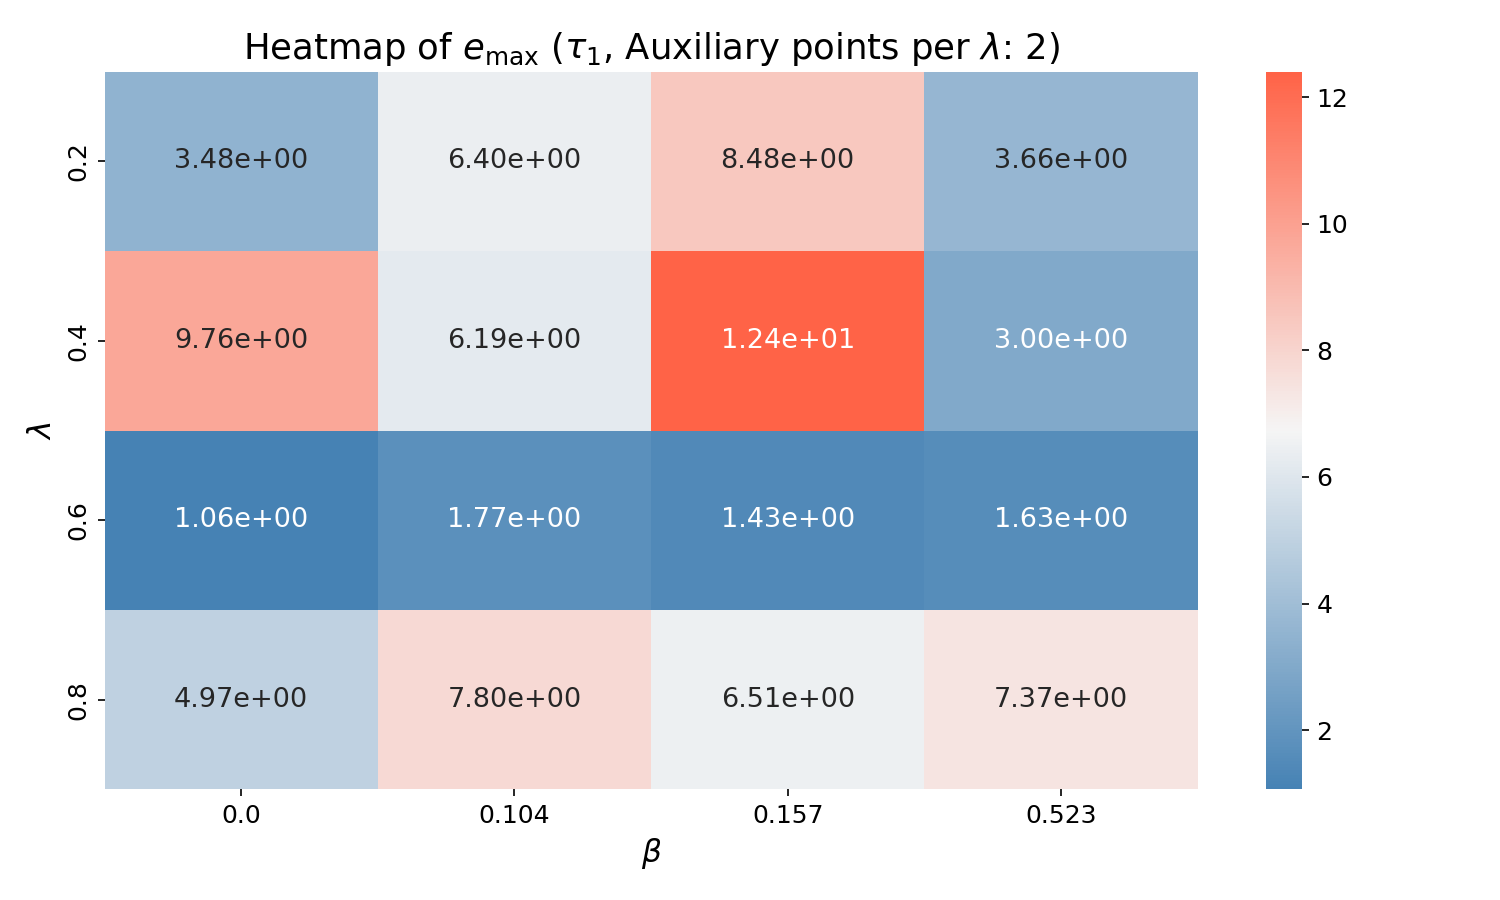 Heatmap of e_max (τ₁, Auxiliary points per λ: 2)
0.2 3.48e+00 6.40e+00 8.48e+00 3.66e+00
0.4 9.76e+00 6.19e+00 1.24e+01 3.00e+00
0.6 1.06e+00 1.77e+00 1.43e+00 1.63e+00
0.8 4.97e+00 7.80e+00 6.51e+00 7.37e+00
0.0 0.104 0.157 0.523
β
λ
12
10
8
6
4
2